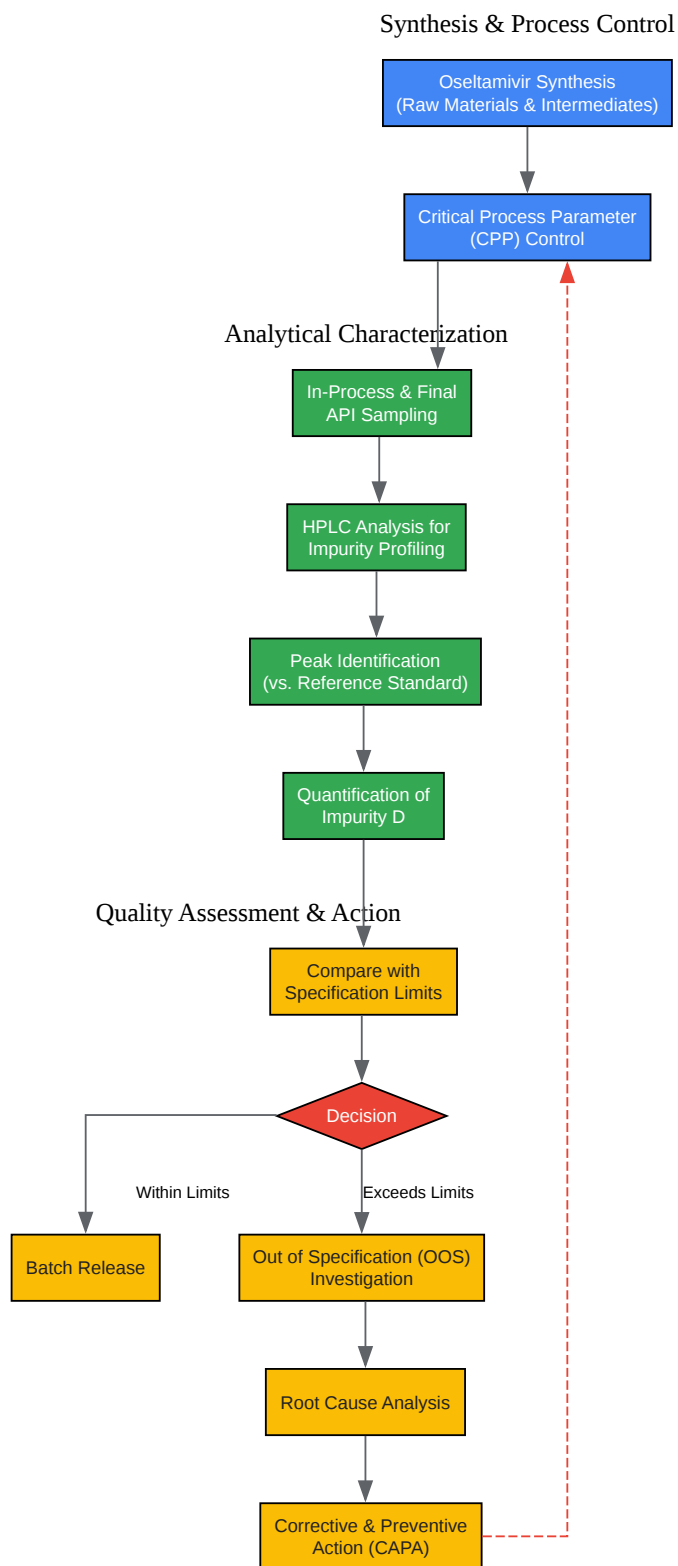 Synthesis & Process Control
Oseltamivir Synthesis
(Raw Materials & Intermediates)
Critical Process Parameter
(CPP) Control
Analytical Characterization
In-Process & Final
API Sampling
HPLC Analysis for
Impurity Profiling
Peak Identification
(vs. Reference Standard)
Quantification of
Impurity D
Quality Assessment & Action
Compare with
Specification Limits
Decision
Within Limits
Exceeds Limits
Batch Release
Out of Specification (OOS)
Investigation
Root Cause Analysis
Corrective & Preventive
Action (CAPA)